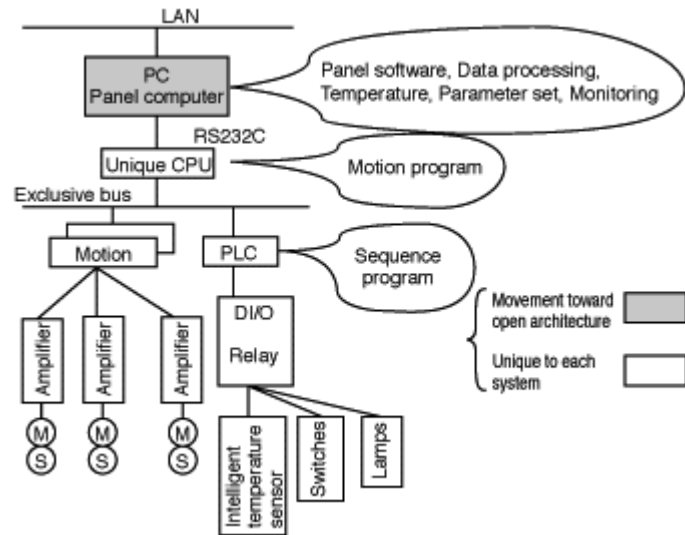 LAN
PC
Panel computer
Panel software, Data processing,
Temperature, Parameter set, Monitoring
RS232C
Unique CPU
Motion program
Exclusive bus
Motion
PLC
Sequence
program
Amplifier
Amplifier
Amplifier
DI/O
Relay
Movement toward
open architecture
Unique to each
system
M
S
M
S
M
S
Intelligent
temperature
sensor
Switches
Lamps